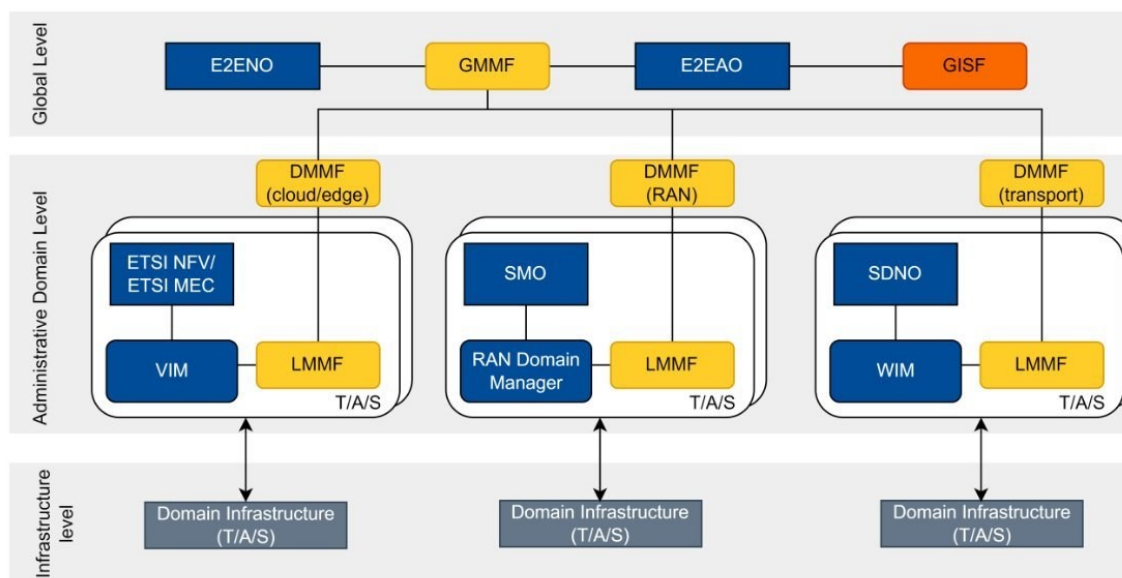 Global Level
E2ENO
GMMF
E2EAO
GISF
Administrative Domain Level
DMMF
(cloud/edge)
DMMF
(RAN)
DMMF
(transport)
ETSI NFV/
ETSI MEC
VIM
LMMF
T/A/S
SMO
RAN Domain
Manager
LMMF
T/A/S
SDNO
WIM
LMMF
T/A/S
Infrastructure
level
Domain Infrastructure
(T/A/S)
Domain Infrastructure
(T/A/S)
Domain Infrastructure
(T/A/S)